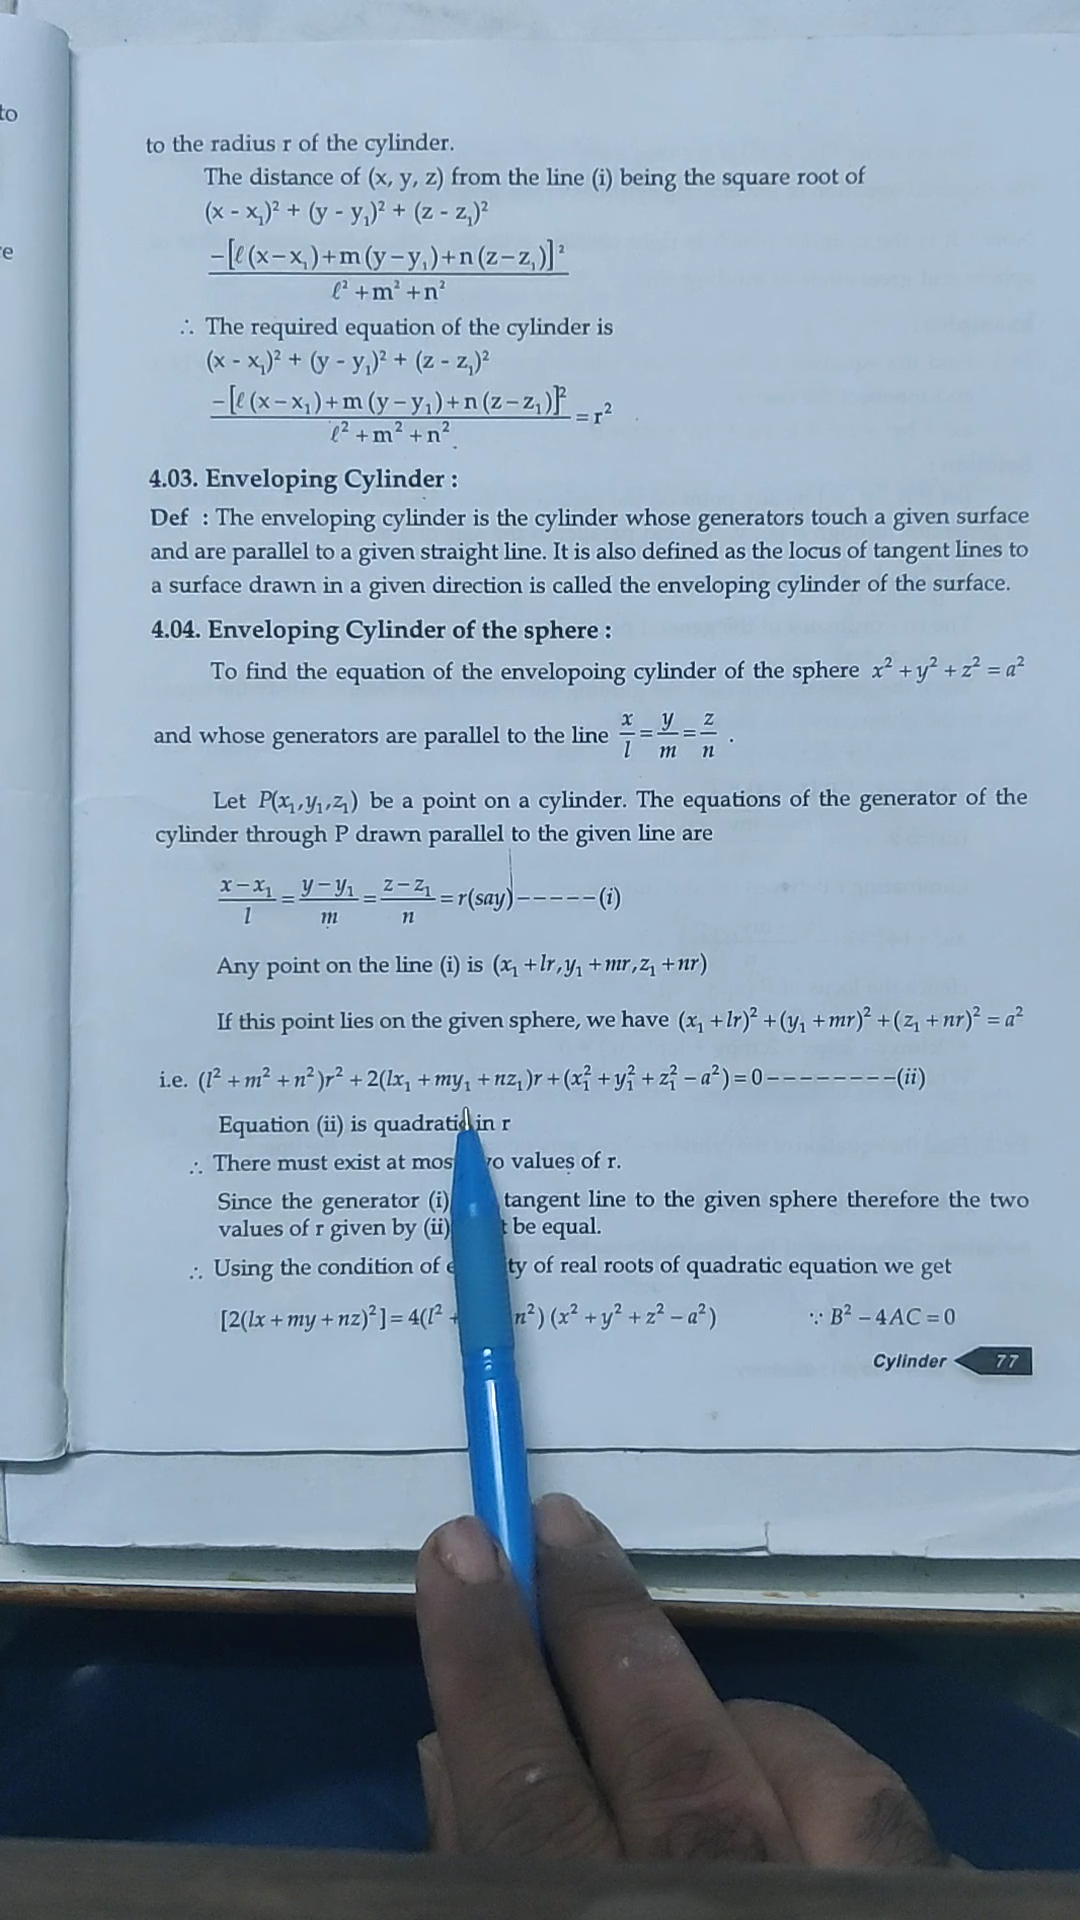 to
e
to the radius r of the cylinder.
The distance of (x, y, z) from the line (i) being the square root of
(x - x₁)² + (y - y₁)² + (z - z₁)²
−[ℓ(x−x₁)+m(y−y₁)+n(z−z₁)]²
ℓ²+m²+n²
∴ The required equation of the cylinder is
(x - x₁)² + (y - y₁)² + (z - z₁)²
−[ℓ(x−x₁)+m(y−y₁)+n(z−z₁)]² = r²
ℓ²+m²+n²
4.03. Enveloping Cylinder :
Def : The enveloping cylinder is the cylinder whose generators touch a given surface
and are parallel to a given straight line. It is also defined as the locus of tangent lines to
a surface drawn in a given direction is called the enveloping cylinder of the surface.
4.04. Enveloping Cylinder of the sphere :
To find the equation of the envelopoing cylinder of the sphere x² + y² + z² = a²
and whose generators are parallel to the line x/l = y/m = z/n .
Let P(x₁,y₁,z₁) be a point on a cylinder. The equations of the generator of the
cylinder through P drawn parallel to the given line are
(x−x₁)/l = (y−y₁)/m = (z−z₁)/n = r(say)-----(i)
Any point on the line (i) is (x₁+lr,y₁+mr,z₁+nr)
If this point lies on the given sphere, we have (x₁+lr)² +(y₁+mr)² +(z₁+nr)² = a²
i.e. (l²+m²+n²)r² + 2(lx₁+my₁+nz₁)r + (x₁²+y₁²+z₁²−a²) = 0--------(ii)
Equation (ii) is quadrati in r
∴ There must exist at mos values of r.
Since the generator (i) tangent line to the given sphere therefore the two
values of r given by (ii) be equal.
∴ Using the condition of of real roots of quadratic equation we get
[2(lx+my+nz)²] = 4(l² n²)(x²+y²+z²−a²) ∵ B²−4AC=0
Cylinder 77